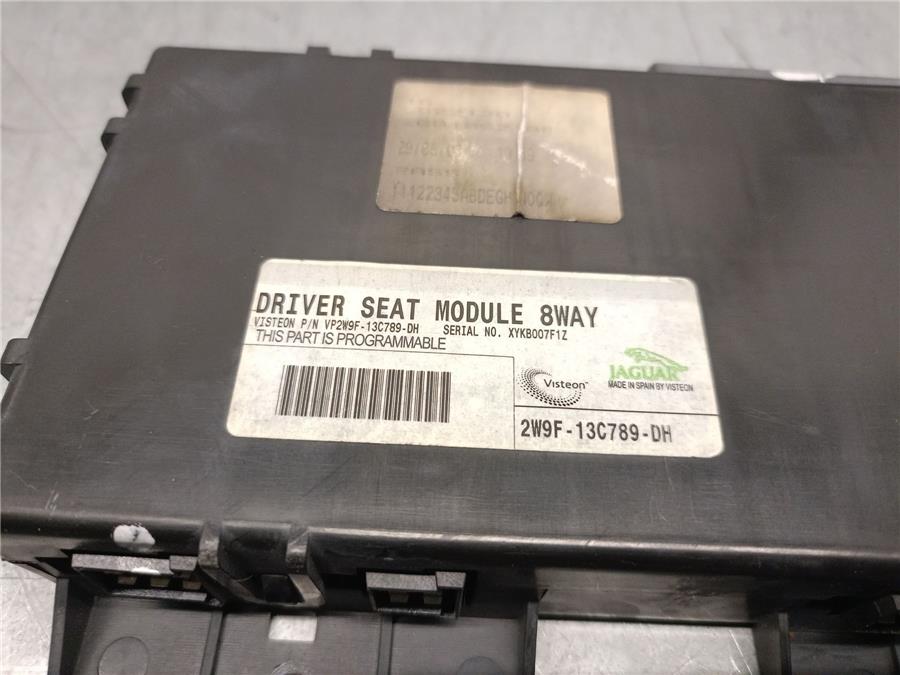 DRIVER SEAT MODULE 8WAY
VISTEON P/N VP2W9F-13C789-DH SERIAL NO. XYKB007F1Z
THIS PART IS PROGRAMMABLE
Visteon
JAGUAR
MADE IN SPAIN BY VISTEON
2W9F-13C789-DH